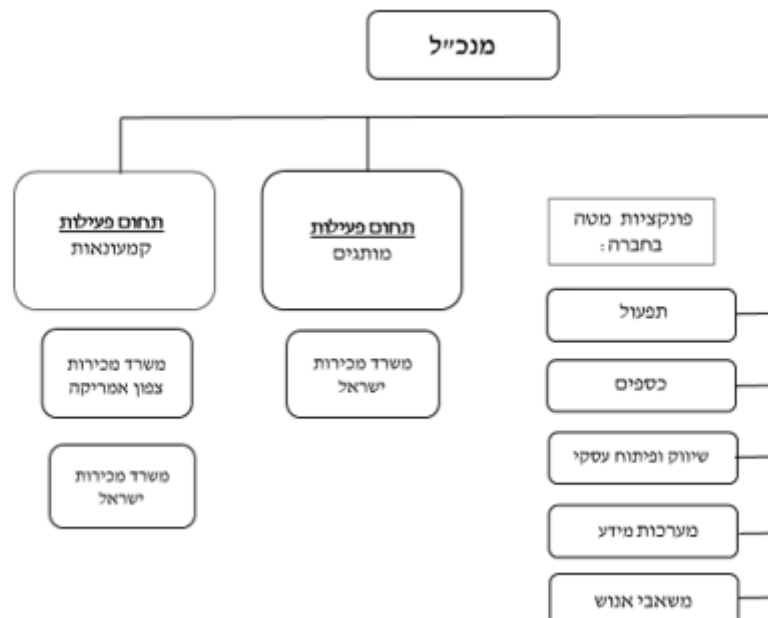 מנכ״ל
פונקציות מטה
בחברה:
תפעול
כספים
שיווק ופיתוח עסקי
מערכות מידע
משאבי אנוש
תחום פעילות
מותגים
משרד מכירות
ישראל
תחום פעילות
קמעונאות
משרד מכירות
צפון אמריקה
משרד מכירות
ישראל